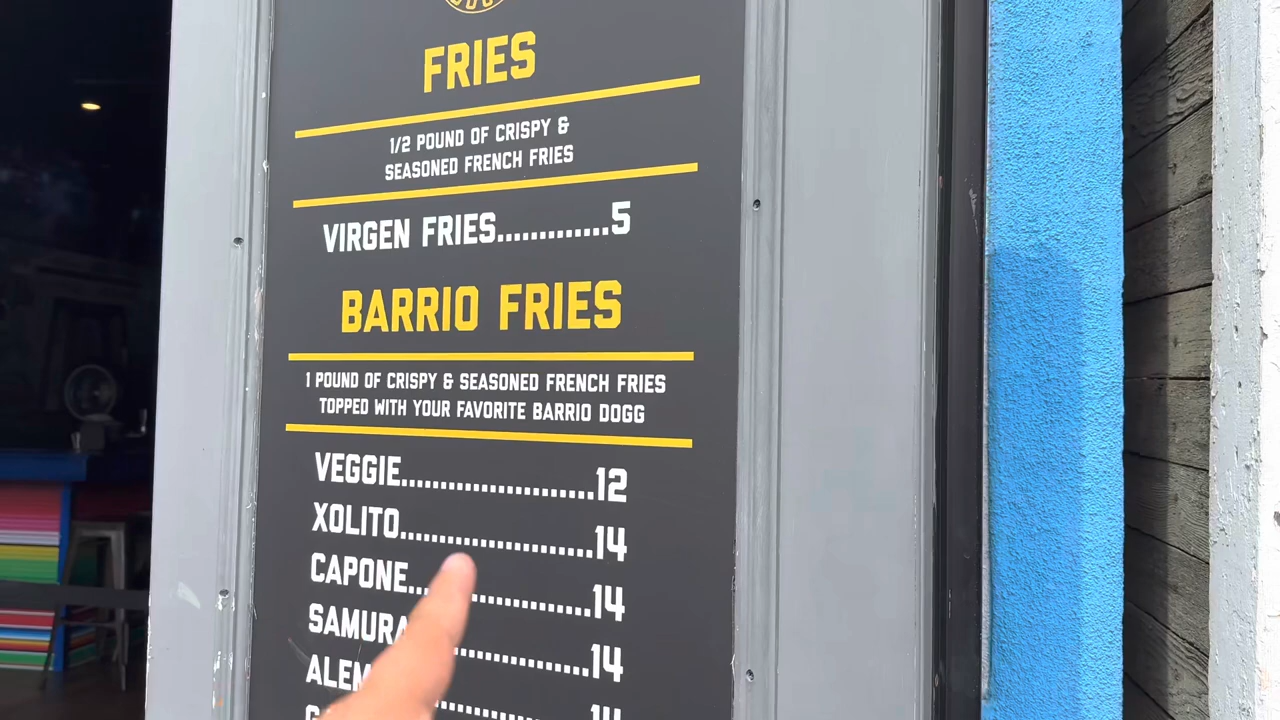 FRIES
1/2 POUND OF CRISPY &
SEASONED FRENCH FRIES
VIRGEN FRIES.............5
BARRIO FRIES
1 POUND OF CRISPY & SEASONED FRENCH FRIES
TOPPED WITH YOUR FAVORITE BARRIO DOGG
VEGGIE.......................12
XOLITO.......................14
CAPONE......................14
14
14